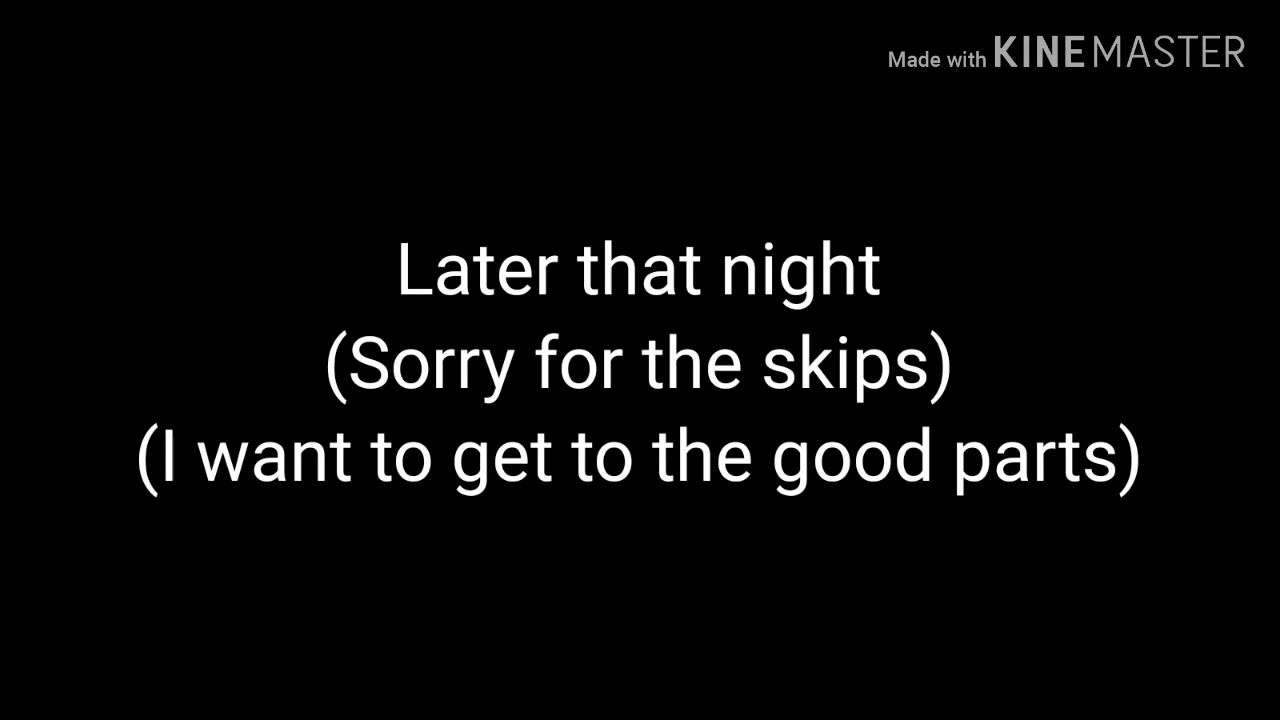 Made with KINEMASTER
Later that night
(Sorry for the skips)
(I want to get to the good parts)